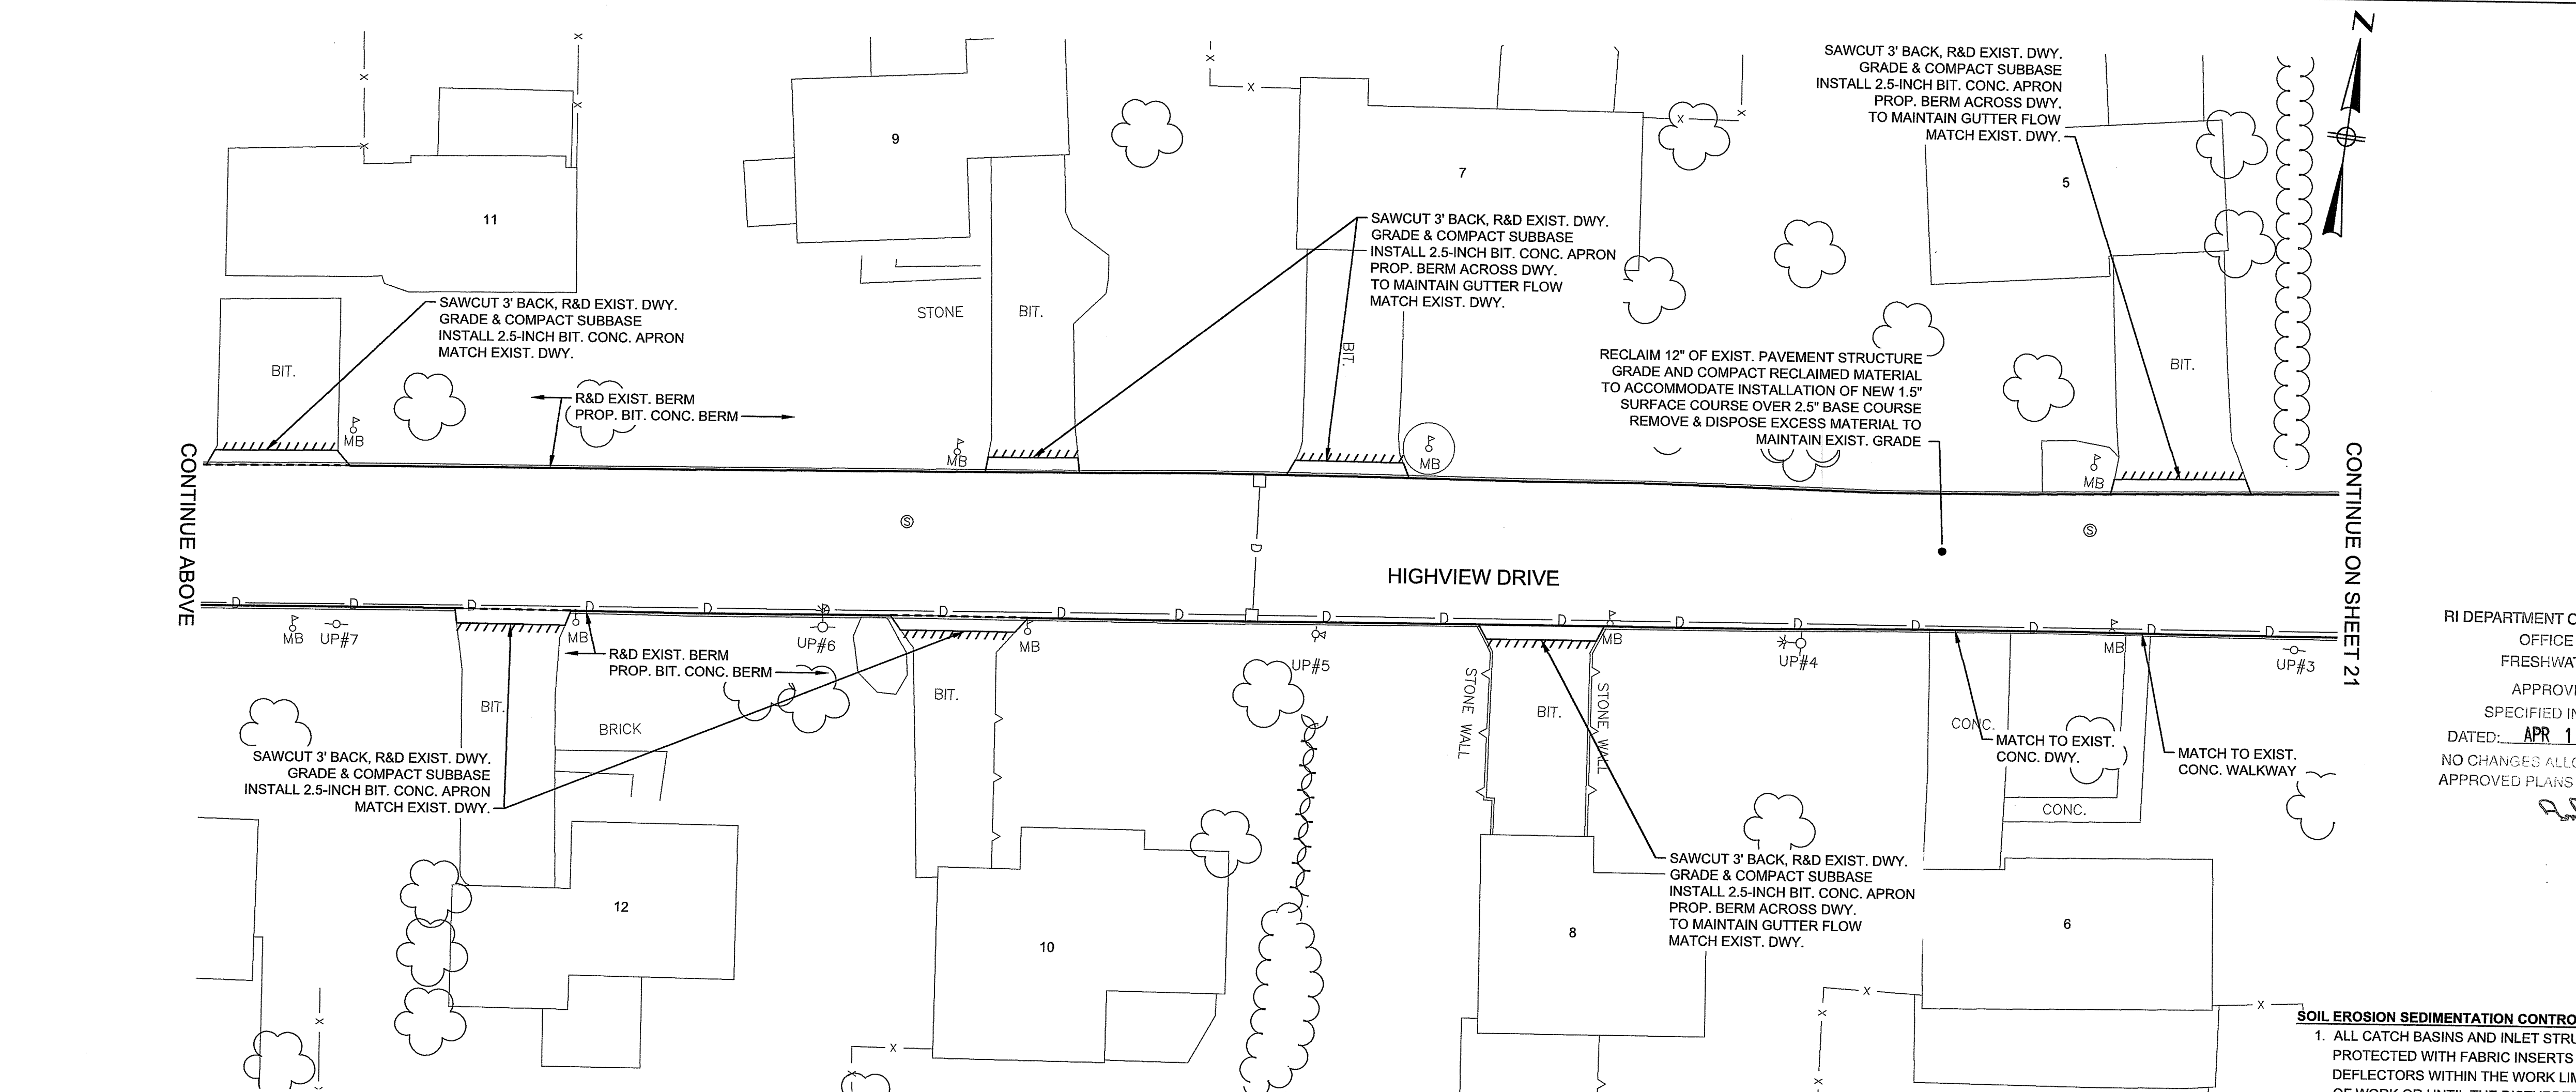 N
SAWCUT 3' BACK, R&D EXIST. DWY.
GRADE & COMPACT SUBBASE
INSTALL 2.5-INCH BIT. CONC. APRON
PROP. BERM ACROSS DWY.
TO MAINTAIN GUTTER FLOW
MATCH EXIST. DWY.
11
9
7
5
SAWCUT 3' BACK, R&D EXIST. DWY.
GRADE & COMPACT SUBBASE
INSTALL 2.5-INCH BIT. CONC. APRON
PROP. BERM ACROSS DWY.
TO MAINTAIN GUTTER FLOW
MATCH EXIST. DWY.
SAWCUT 3' BACK, R&D EXIST. DWY.
GRADE & COMPACT SUBBASE
INSTALL 2.5-INCH BIT. CONC. APRON
MATCH EXIST. DWY.
STONE
BIT.
BIT.
BIT.
BIT.
RECLAIM 12" OF EXIST. PAVEMENT STRUCTURE
GRADE AND COMPACT RECLAIMED MATERIAL
TO ACCOMMODATE INSTALLATION OF NEW 1.5"
SURFACE COURSE OVER 2.5" BASE COURSE
REMOVE & DISPOSE EXCESS MATERIAL TO
MAINTAIN EXIST. GRADE
R&D EXIST. BERM
PROP. BIT. CONC. BERM
MB
MB
MB
MB
CONTINUE ABOVE
CONTINUE ON SHEET 21
S
S
D
HIGHVIEW DRIVE
D D D D D D D D D D D D D D D D D D
MB
UP#7
MB
UP#6
MB
UP#5
MB
UP#4
MB
UP#3
R&D EXIST. BERM
PROP. BIT. CONC. BERM
BIT.
BRICK
BIT.
STONE WALL
BIT.
STONE WALL
CONC.
MATCH TO EXIST.
CONC. DWY.
MATCH TO EXIST.
CONC. WALKWAY
CONC.
SAWCUT 3' BACK, R&D EXIST. DWY.
GRADE & COMPACT SUBBASE
INSTALL 2.5-INCH BIT. CONC. APRON
MATCH EXIST. DWY.
SAWCUT 3' BACK, R&D EXIST. DWY.
GRADE & COMPACT SUBBASE
INSTALL 2.5-INCH BIT. CONC. APRON
PROP. BERM ACROSS DWY.
TO MAINTAIN GUTTER FLOW
MATCH EXIST. DWY.
12
10
8
6
RI DEPARTMENT O
OFFICE
FRESHWAT
APPROV
SPECIFIED IN
DATED: APR 1
NO CHANGES ALLO
APPROVED PLANS
SOIL EROSION SEDIMENTATION CONTRO
1. ALL CATCH BASINS AND INLET STRU
PROTECTED WITH FABRIC INSERTS
DEFLECTORS WITHIN THE WORK LIM